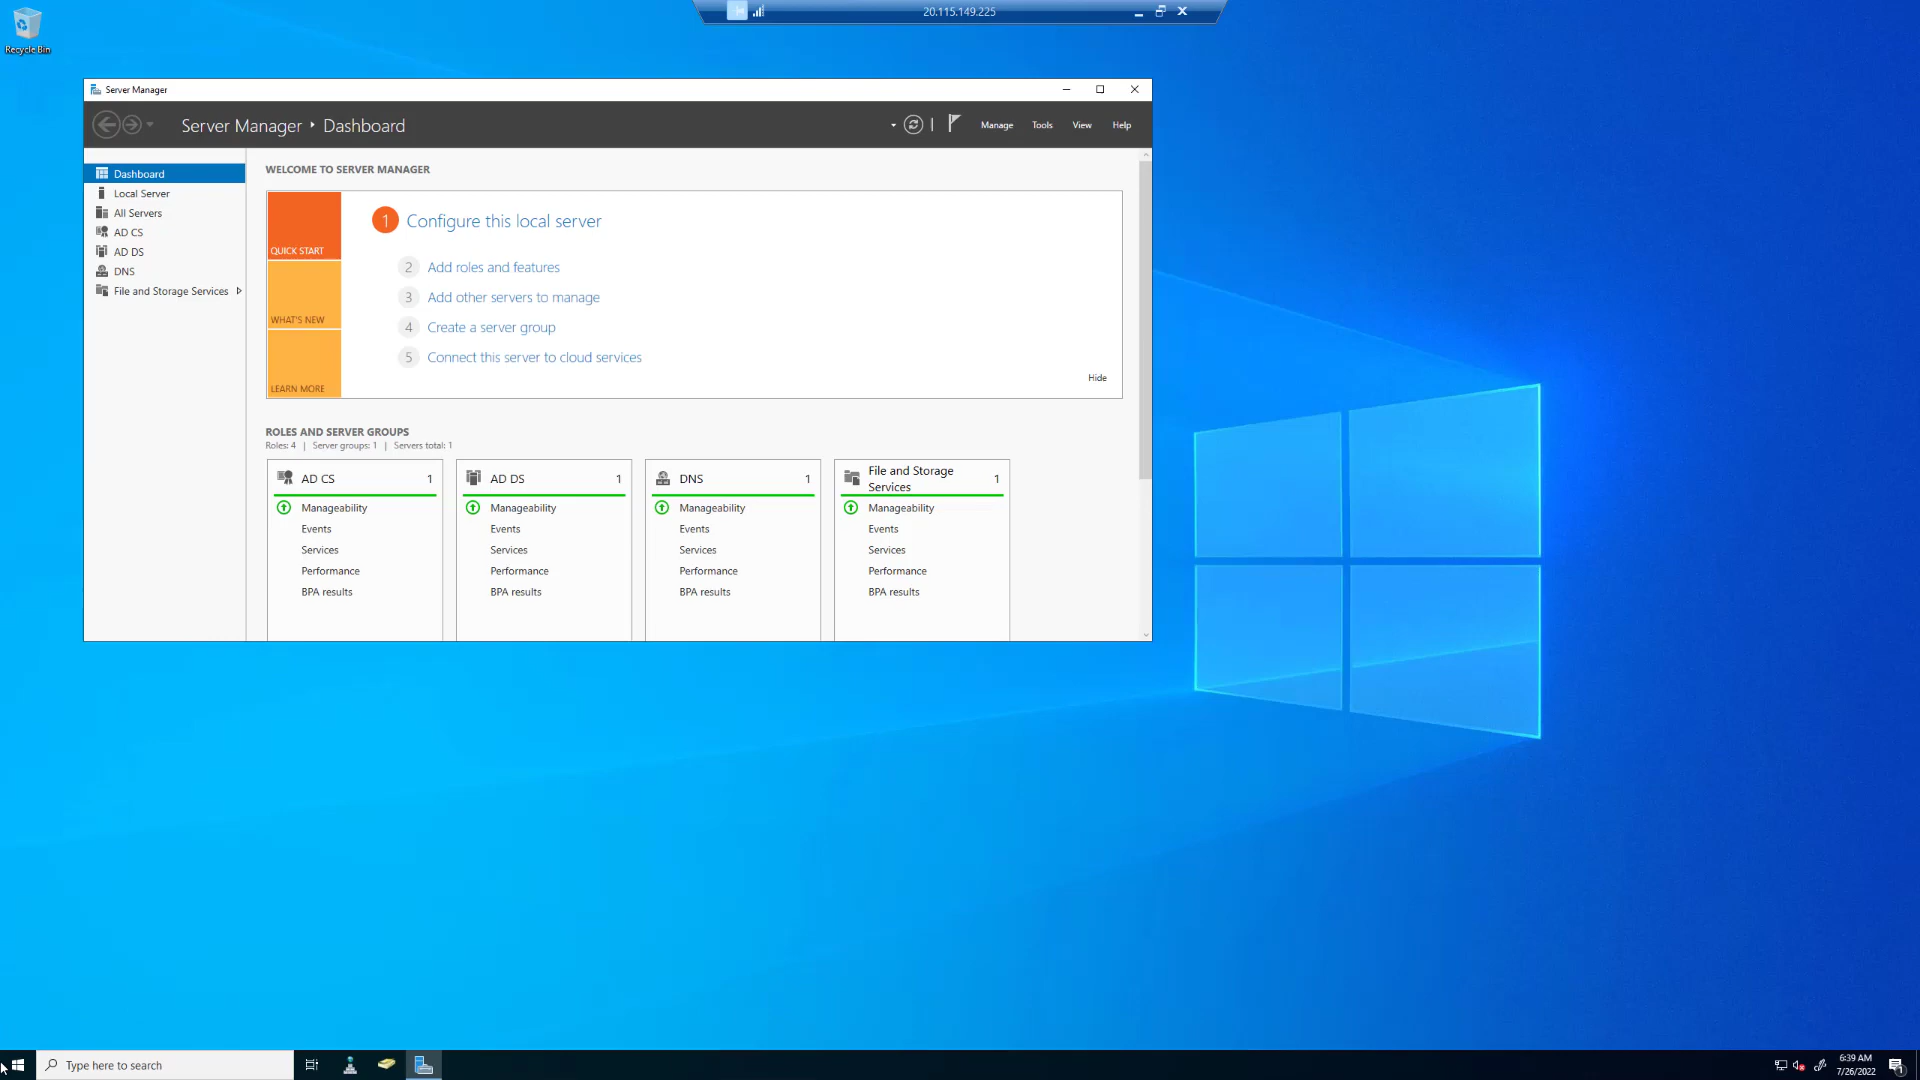 20.115.149.225
Recycle Bin
Server Manager
Server Manager ‣ Dashboard
Manage
Tools
View
Help
Dashboard
Local Server
All Servers
AD CS
AD DS
DNS
File and Storage Services
WELCOME TO SERVER MANAGER
QUICK START
WHAT'S NEW
LEARN MORE
1 Configure this local server
2 Add roles and features
3 Add other servers to manage
4 Create a server group
5 Connect this server to cloud services
Hide
ROLES AND SERVER GROUPS
Roles: 4 | Server groups: 1 | Servers total: 1
AD CS 1
Manageability
Events
Services
Performance
BPA results
AD DS 1
Manageability
Events
Services
Performance
BPA results
DNS 1
Manageability
Events
Services
Performance
BPA results
File and Storage
Services 1
Manageability
Events
Services
Performance
BPA results
Type here to search
6:39 AM
7/26/2022
1